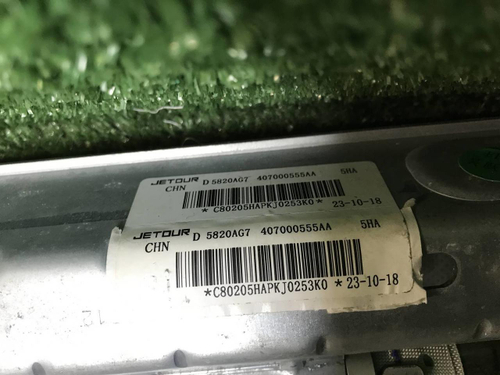 JETOUR D 5820AG7 407000555AA 5HA
CHN
* C80205HAPKJ0253K0 * 23-10-18
JETOUR D 5820AG7 407000555AA 5HA
CHN
*C80205HAPKJ0253K0 * 23-10-18